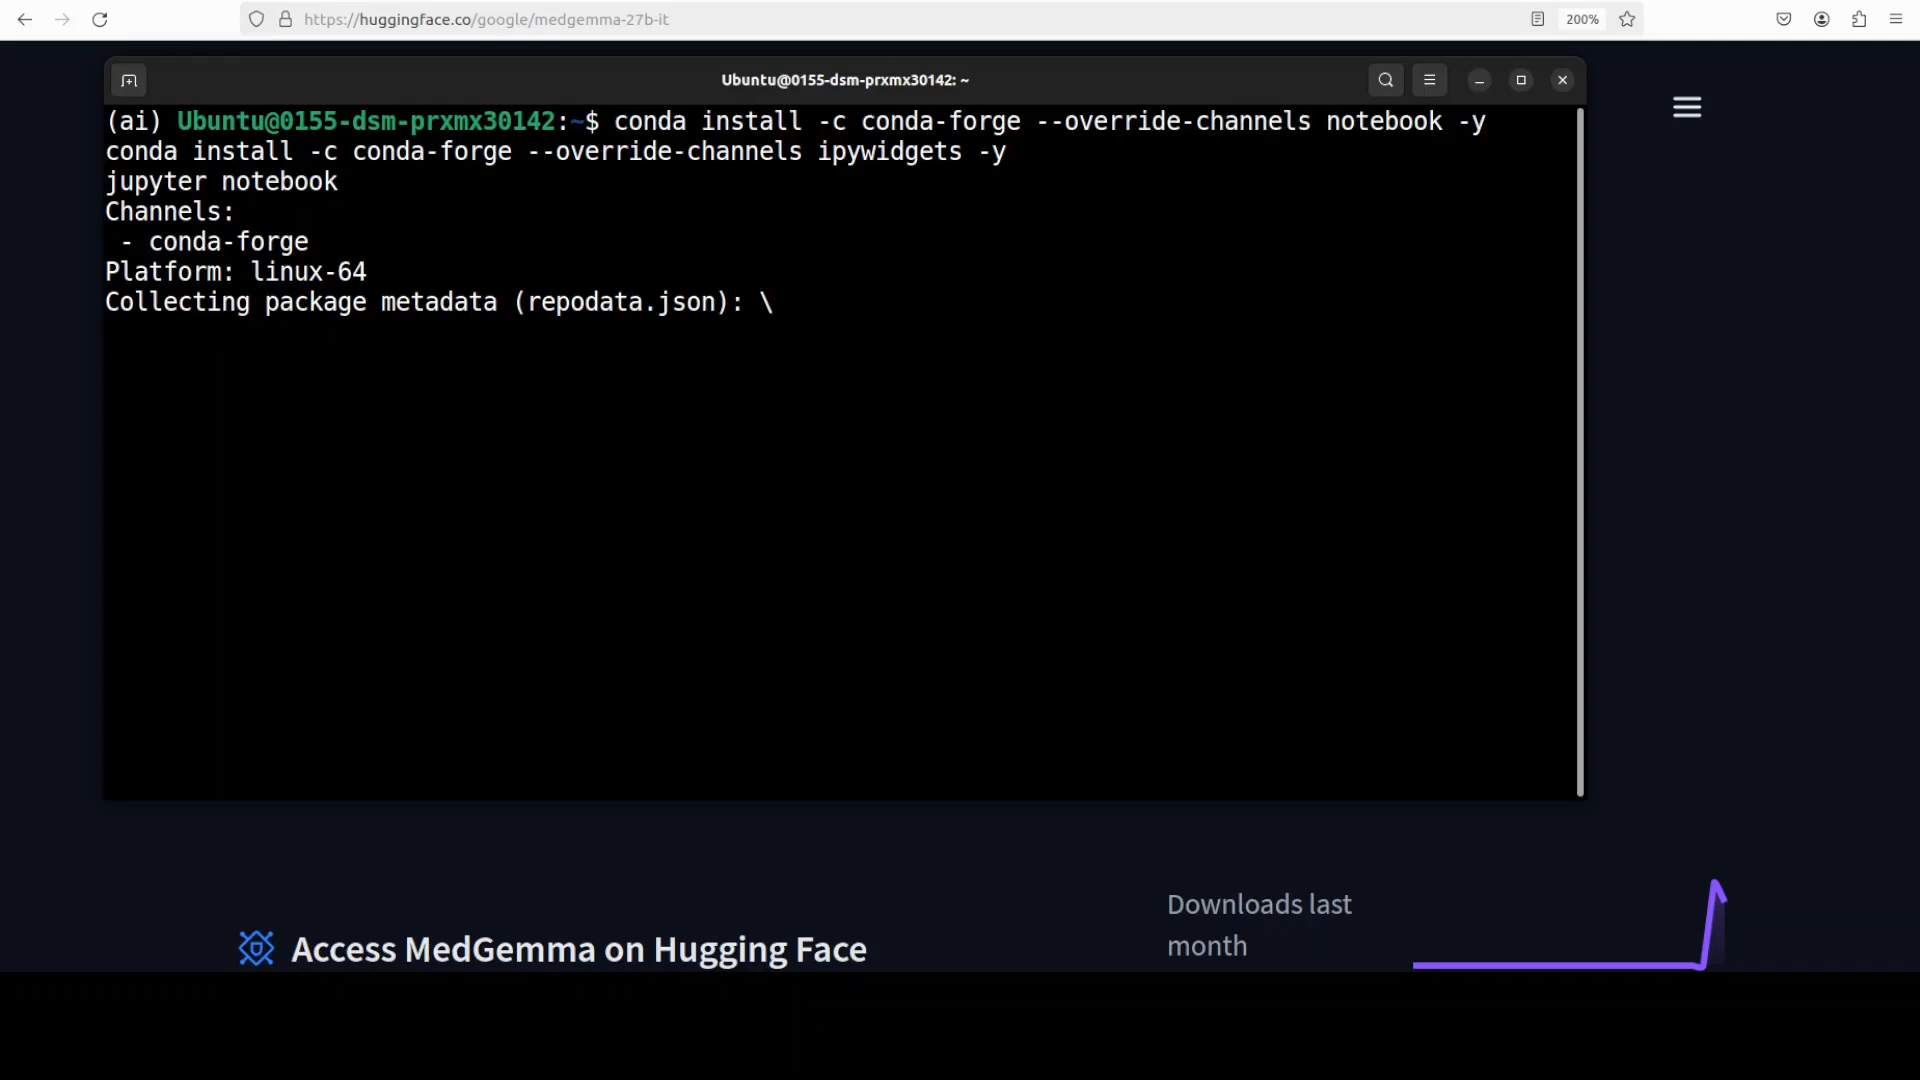 https://huggingface.co/google/medgemma-27b-it
200%
Ubuntu@0155-dsm-prxmx30142: ~
(ai) Ubuntu@0155-dsm-prxmx30142:~$ conda install -c conda-forge --override-channels notebook -y
conda install -c conda-forge --override-channels ipywidgets -y
jupyter notebook
Channels:
- conda-forge
Platform: linux-64
Collecting package metadata (repodata.json): \
Downloads last
month
Access MedGemma on Hugging Face